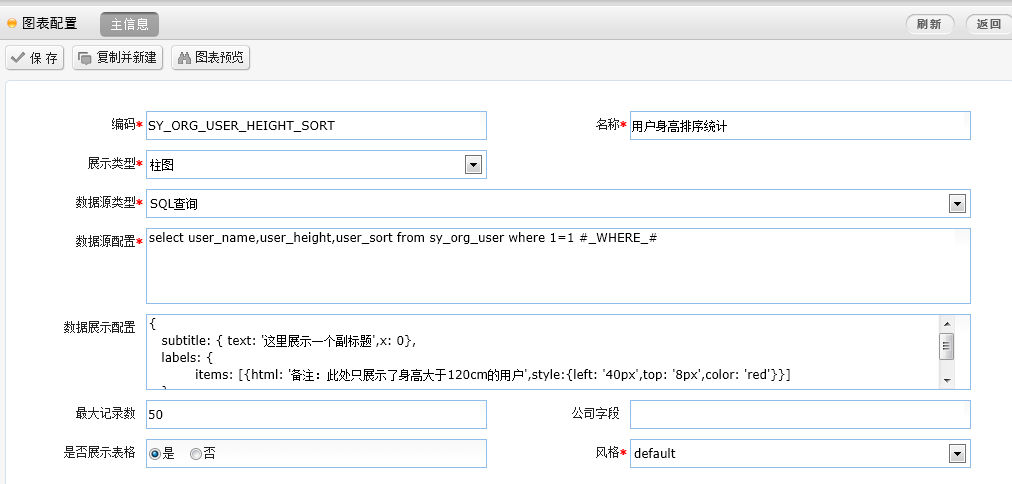 图表配置 主信息 刷新 返回
保存 复制并新建 图表预览
编码* SY_ORG_USER_HEIGHT_SORT 名称* 用户身高排序统计
展示类型* 柱图
数据源类型* SQL查询
数据源配置* select user_name,user_height,user_sort from sy_org_user where 1=1 #_WHERE_#
数据展示配置 {
subtitle: { text: '这里展示一个副标题',x: 0},
labels: {
items: [{html: '备注：此处只展示了身高大于120cm的用户',style:{left: '40px',top: '8px',color: 'red'}}]
最大记录数 50 公司字段
是否展示表格 是 否 风格* default